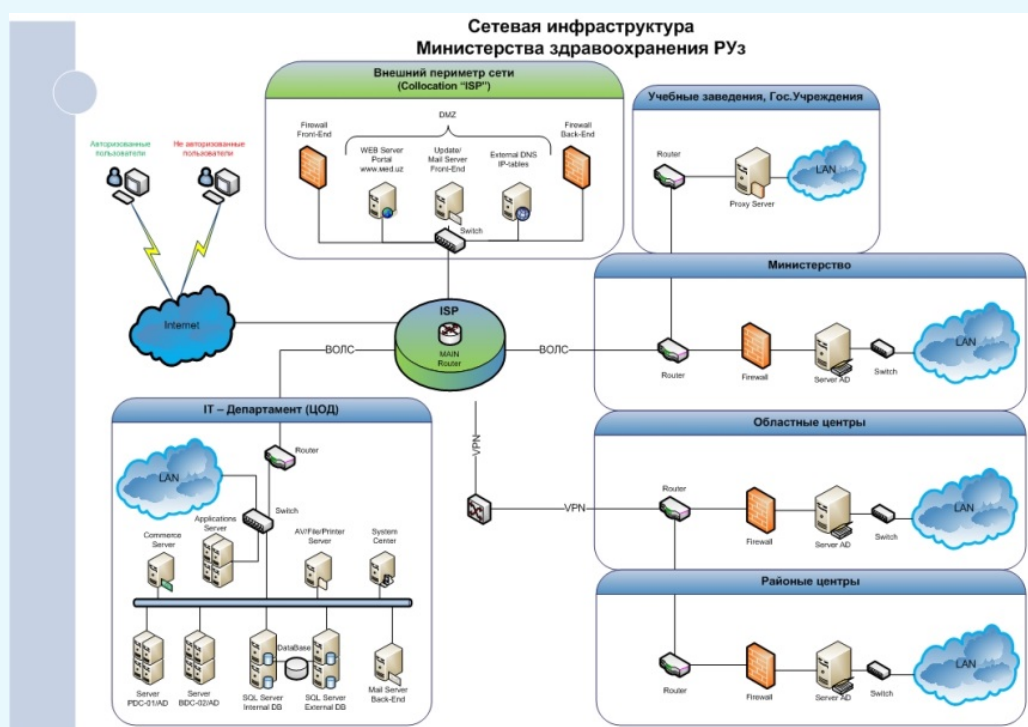 Сетевая инфраструктура
Министерства здравоохранения РУз
Внешний периметр сети
(Collocation "ISP")
DMZ
Firewall
Front-End
WEB Server
Portal
www.мед.uz
Update/
Mail Server
Front-End
External DNS
IP-tables
Firewall
Back-End
Switch
Авторизованные
пользователи
Не авторизованные
пользователи
Internet
ISP
MAIN
Router
ВОЛС
ВОЛС
VPN
VPN
Учебные заведения, Гос.Учреждения
Router
Proxy Server
LAN
Министерство
Router
Firewall
Server AD
Switch
LAN
Областные центры
Router
Firewall
Server AD
Switch
LAN
Районые центры
Router
Firewall
Server AD
Switch
LAN
IT – Департамент (ЦОД)
Router
LAN
Switch
Commerce
Server
Applications
Server
AV/File/Printer
Server
System
Center
Server
PDC-01/AD
Server
BDC-02/AD
SQL Server
Internal DB
DataBase
SQL Server
External DB
Mail Server
Back-End